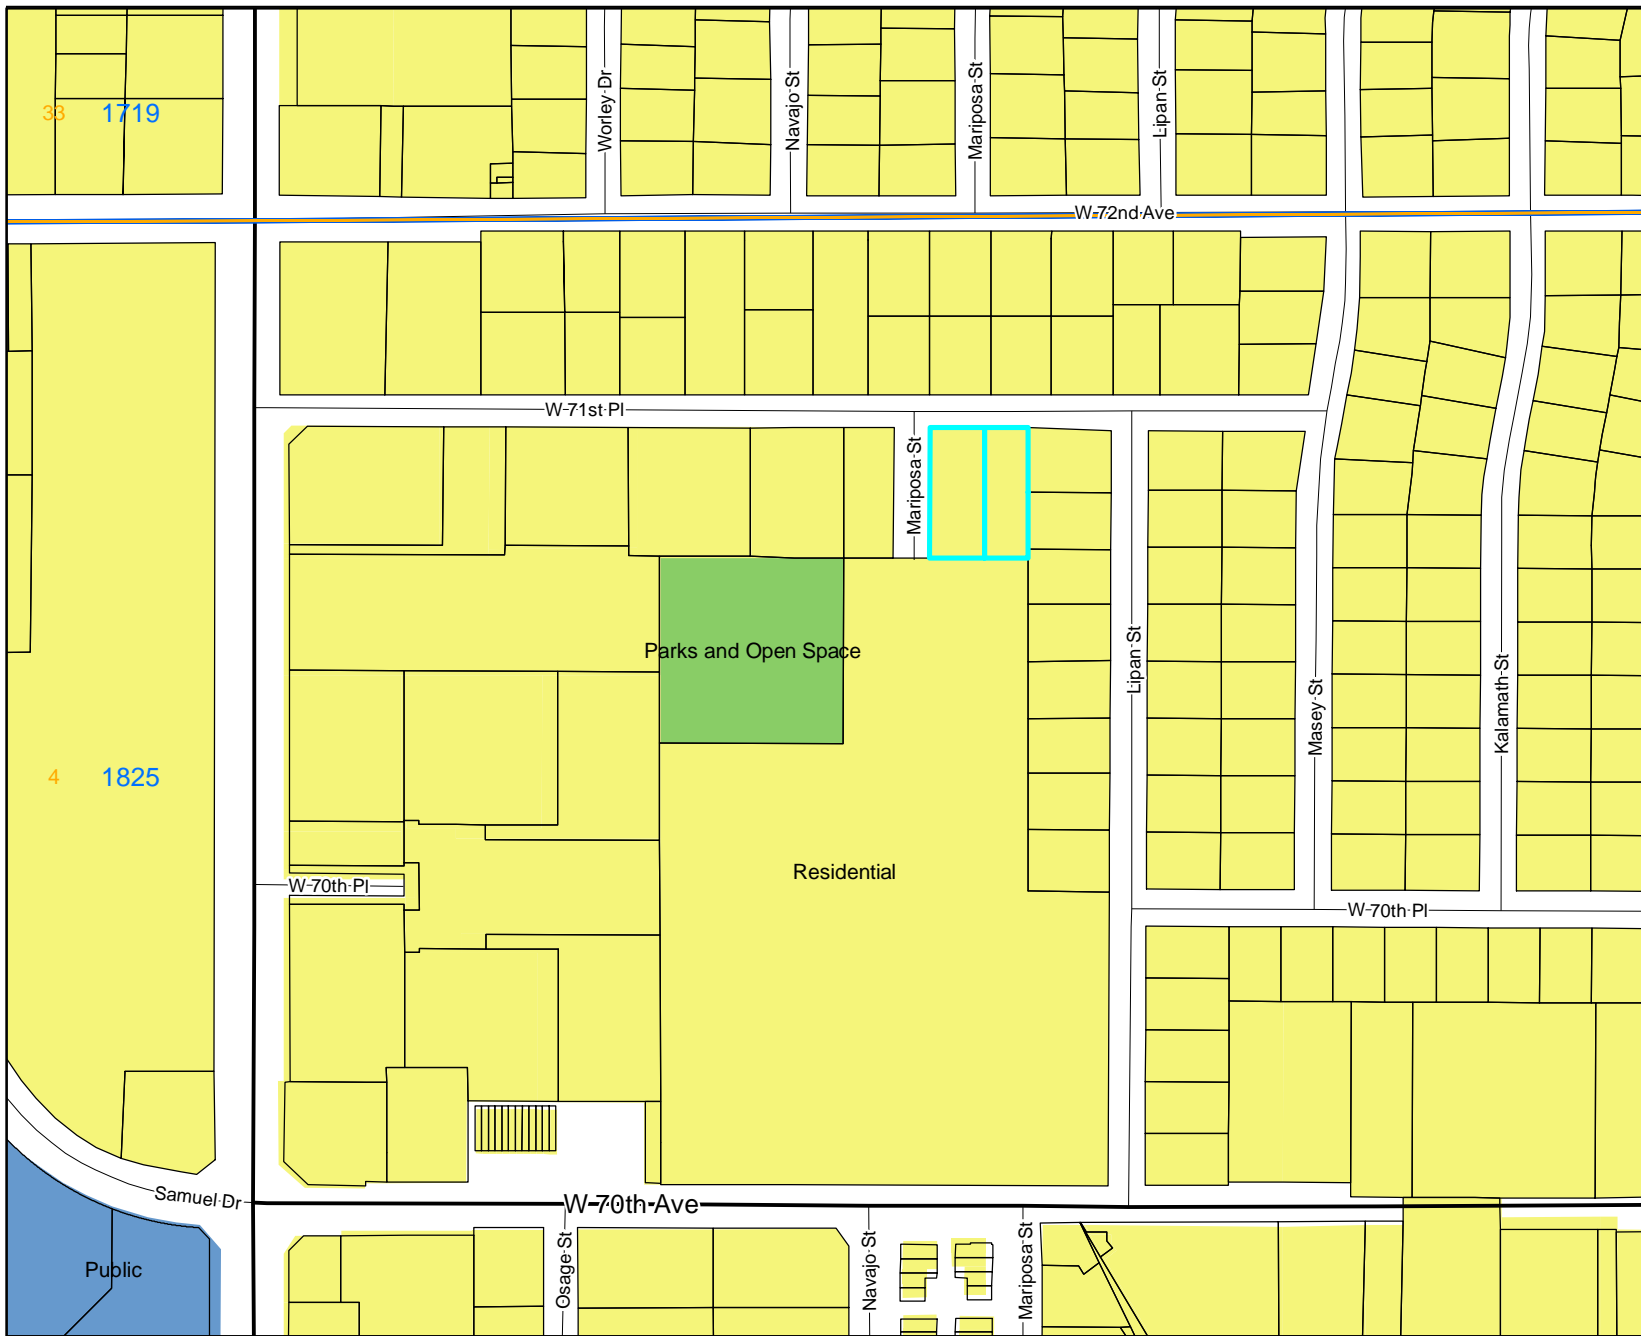 33 1719
Worley Dr
Navajo St
Mariposa St
Lipan St
W 72nd Ave
W 71st Pl
Mariposa St
Parks and Open Space
Lipan St
Masey St
Kalamath St
4 1825
Residential
W 70th Pl
W 70th Pl
Samuel Dr
W 70th Ave
Public
Osage St
Navajo St
Mariposa St